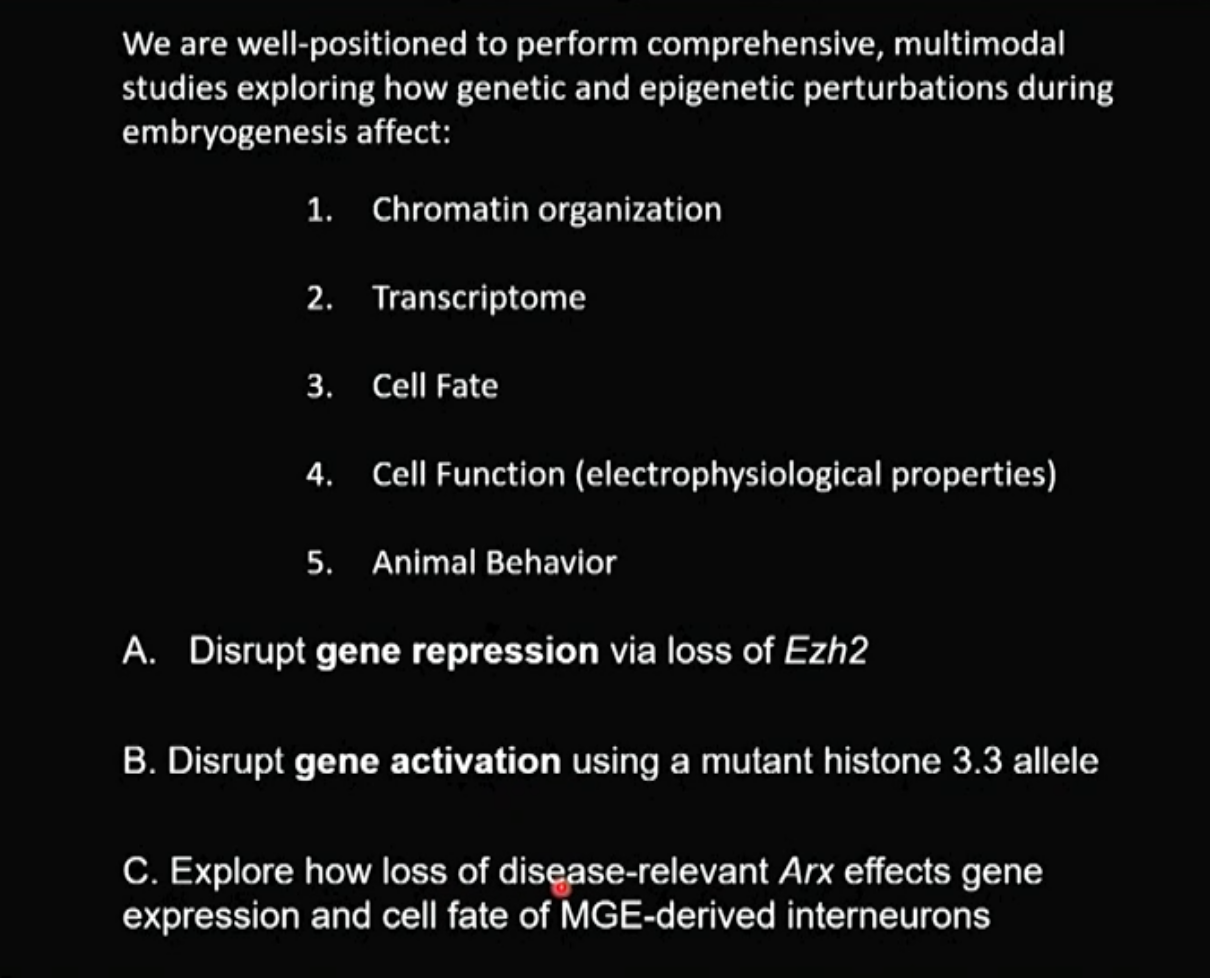 We are well-positioned to perform comprehensive, multimodal
studies exploring how genetic and epigenetic perturbations during
embryogenesis affect:
1. Chromatin organization
2. Transcriptome
3. Cell Fate
4. Cell Function (electrophysiological properties)
5. Animal Behavior
A. Disrupt gene repression via loss of Ezh2
B. Disrupt gene activation using a mutant histone 3.3 allele
C. Explore how loss of disease-relevant Arx effects gene
expression and cell fate of MGE-derived interneurons